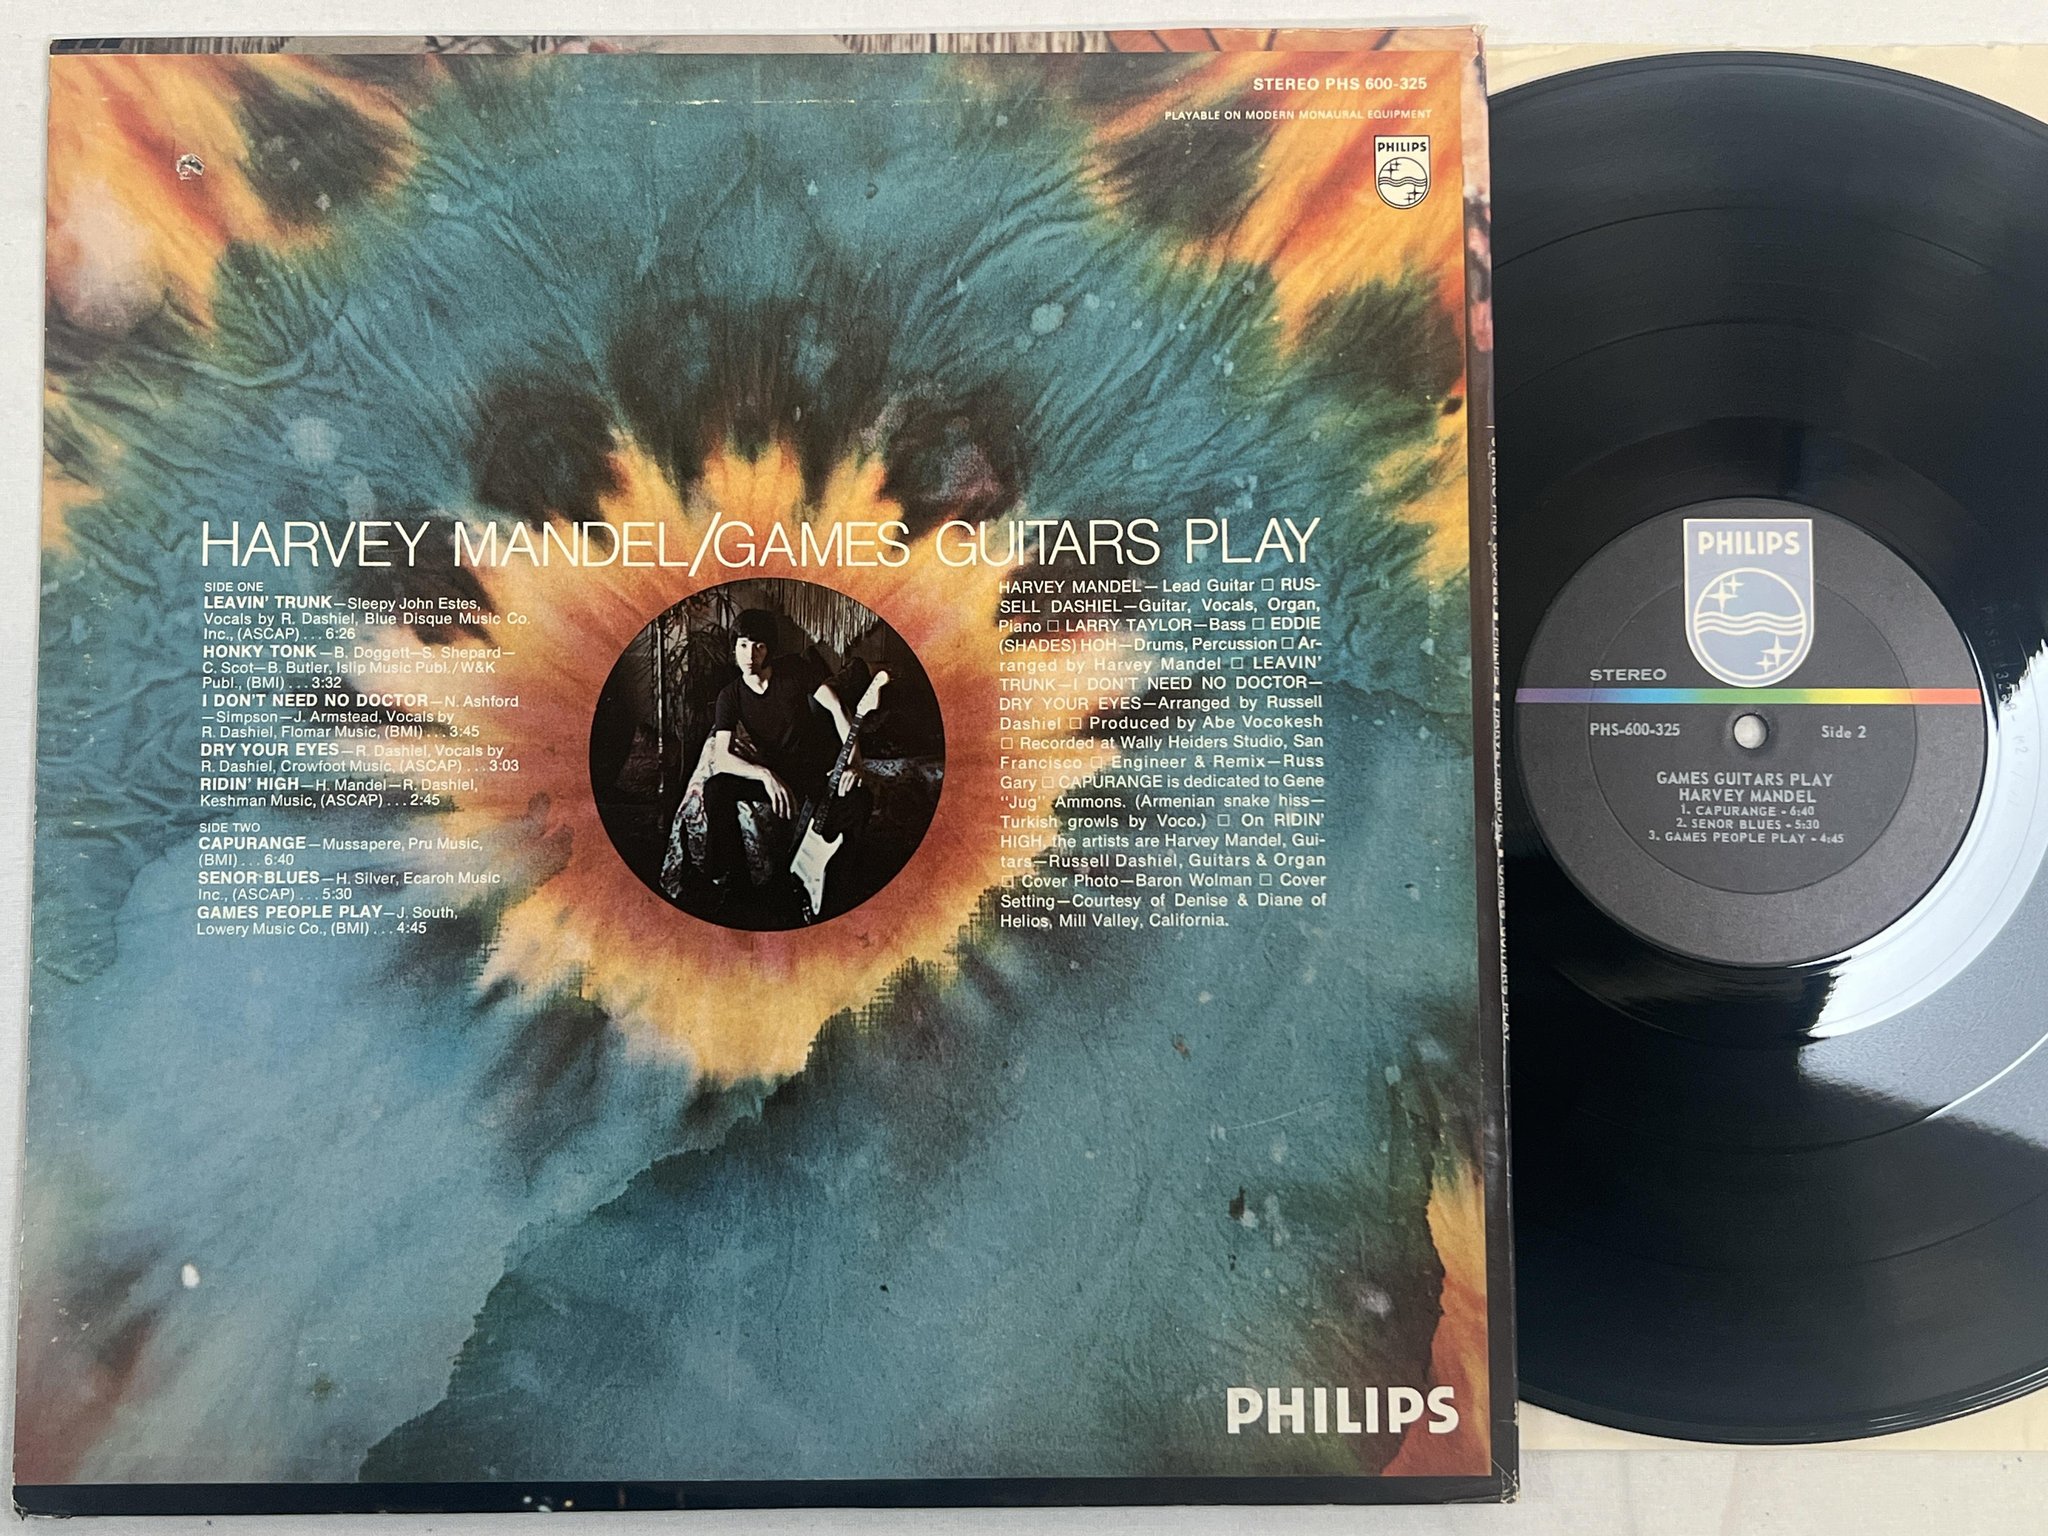 STEREO PHS 600-325
PLAYABLE ON MODERN MONAURAL EQUIPMENT
PHILIPS
HARVEY MANDEL/GAMES GUITARS PLAY
SIDE ONE
LEAVIN' TRUNK—Sleepy John Estes,
Vocals by R. Dashiel, Blue Disque Music Co.
Inc., (ASCAP) . . . 6:26
HONKY TONK—B. Doggett—S. Shepard—
C. Scot—B. Butler, Islip Music Publ./W&K
Publ., (BMI) . . . 3:32
I DON'T NEED NO DOCTOR—N. Ashford
—Simpson—J. Armstead, Vocals by
R. Dashiel, Flomar Music, (BMI) . . . 3:45
DRY YOUR EYES—R. Dashiel, Vocals by
R. Dashiel, Crowfoot Music, (ASCAP) . . . 3:03
RIDIN' HIGH—H. Mandel—R. Dashiel,
Keshman Music, (ASCAP) . . . 2:45
SIDE TWO
CAPURANGE—Mussapere, Pru Music,
(BMI) . . . 6:40
SENOR BLUES—H. Silver, Ecaroh Music
Inc., (ASCAP) . . . 5:30
GAMES PEOPLE PLAY—J. South,
Lowery Music Co., (BMI) . . . 4:45
HARVEY MANDEL—Lead Guitar □ RUS-
SELL DASHIEL—Guitar, Vocals, Organ,
Piano □ LARRY TAYLOR—Bass □ EDDIE
(SHADES) HOH—Drums, Percussion □ Ar-
ranged by Harvey Mandel □ LEAVIN'
TRUNK—I DON'T NEED NO DOCTOR—
DRY YOUR EYES—Arranged by Russell
Dashiel □ Produced by Abe Vocokesh
□ Recorded at Wally Heiders Studio, San
Francisco □ Engineer & Remix—Russ
Gary □ CAPURANGE is dedicated to Gene
"Jug" Ammons. (Armenian snake hiss—
Turkish growls by Voco.) □ On RIDIN'
HIGH, the artists are Harvey Mandel, Gui-
tars—Russell Dashiel, Guitars & Organ
□ Cover Photo—Baron Wolman □ Cover
Setting—Courtesy of Denise & Diane of
Helios, Mill Valley, California.
PHILIPS
PHILIPS
STEREO
PHS-600-325 Side 2
GAMES GUITARS PLAY
HARVEY MANDEL
1. CAPURANGE - 6:40
2. SENOR BLUES - 5:30
3. GAMES PEOPLE PLAY - 4:45